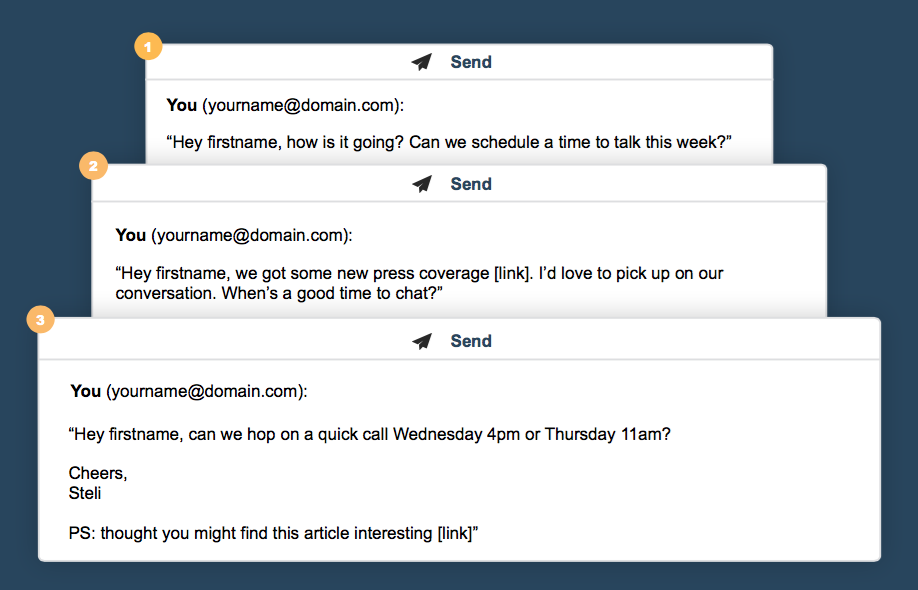 1
Send
You (yourname@domain.com):
“Hey firstname, how is it going? Can we schedule a time to talk this week?”
2
Send
You (yourname@domain.com):
“Hey firstname, we got some new press coverage [link]. I’d love to pick up on our
conversation. When’s a good time to chat?”
3
Send
You (yourname@domain.com):
“Hey firstname, can we hop on a quick call Wednesday 4pm or Thursday 11am?
Cheers,
Steli
PS: thought you might find this article interesting [link]”